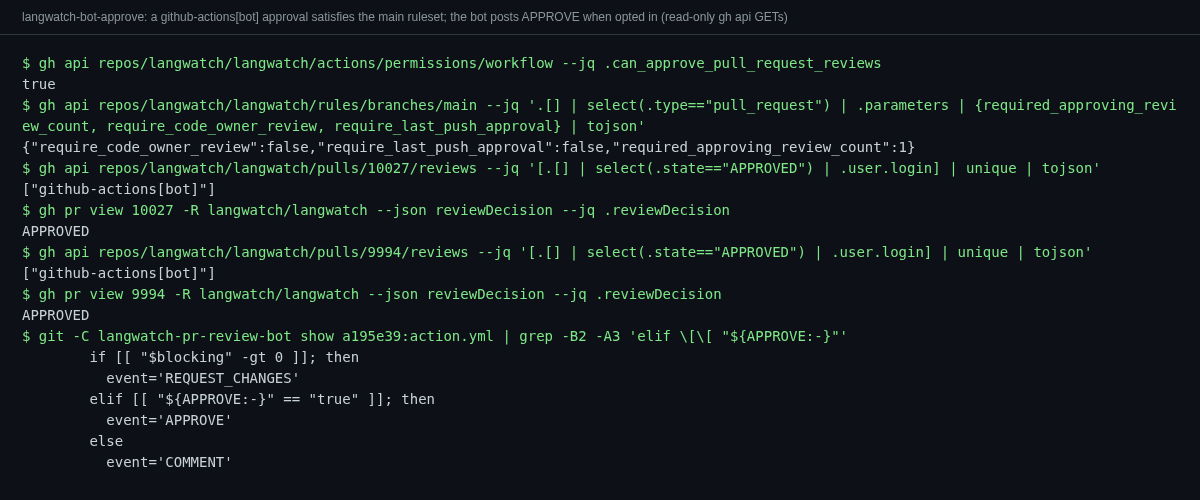 langwatch-bot-approve: a github-actions[bot] approval satisfies the main ruleset; the bot posts APPROVE when opted in (read-only gh api GETs)
$ gh api repos/langwatch/langwatch/actions/permissions/workflow --jq .can_approve_pull_request_reviews
true
$ gh api repos/langwatch/langwatch/rules/branches/main --jq '.[] | select(.type=="pull_request") | .parameters | {required_approving_revi
ew_count, require_code_owner_review, require_last_push_approval} | tojson'
{"require_code_owner_review":false,"require_last_push_approval":false,"required_approving_review_count":1}
$ gh api repos/langwatch/langwatch/pulls/10027/reviews --jq '[.[] | select(.state=="APPROVED") | .user.login] | unique | tojson'
["github-actions[bot]"]
$ gh pr view 10027 -R langwatch/langwatch --json reviewDecision --jq .reviewDecision
APPROVED
$ gh api repos/langwatch/langwatch/pulls/9994/reviews --jq '[.[] | select(.state=="APPROVED") | .user.login] | unique | tojson'
["github-actions[bot]"]
$ gh pr view 9994 -R langwatch/langwatch --json reviewDecision --jq .reviewDecision
APPROVED
$ git -C langwatch-pr-review-bot show a195e39:action.yml | grep -B2 -A3 'elif \[\[ "${APPROVE:-}"'
        if [[ "$blocking" -gt 0 ]]; then
          event='REQUEST_CHANGES'
        elif [[ "${APPROVE:-}" == "true" ]]; then
          event='APPROVE'
        else
          event='COMMENT'